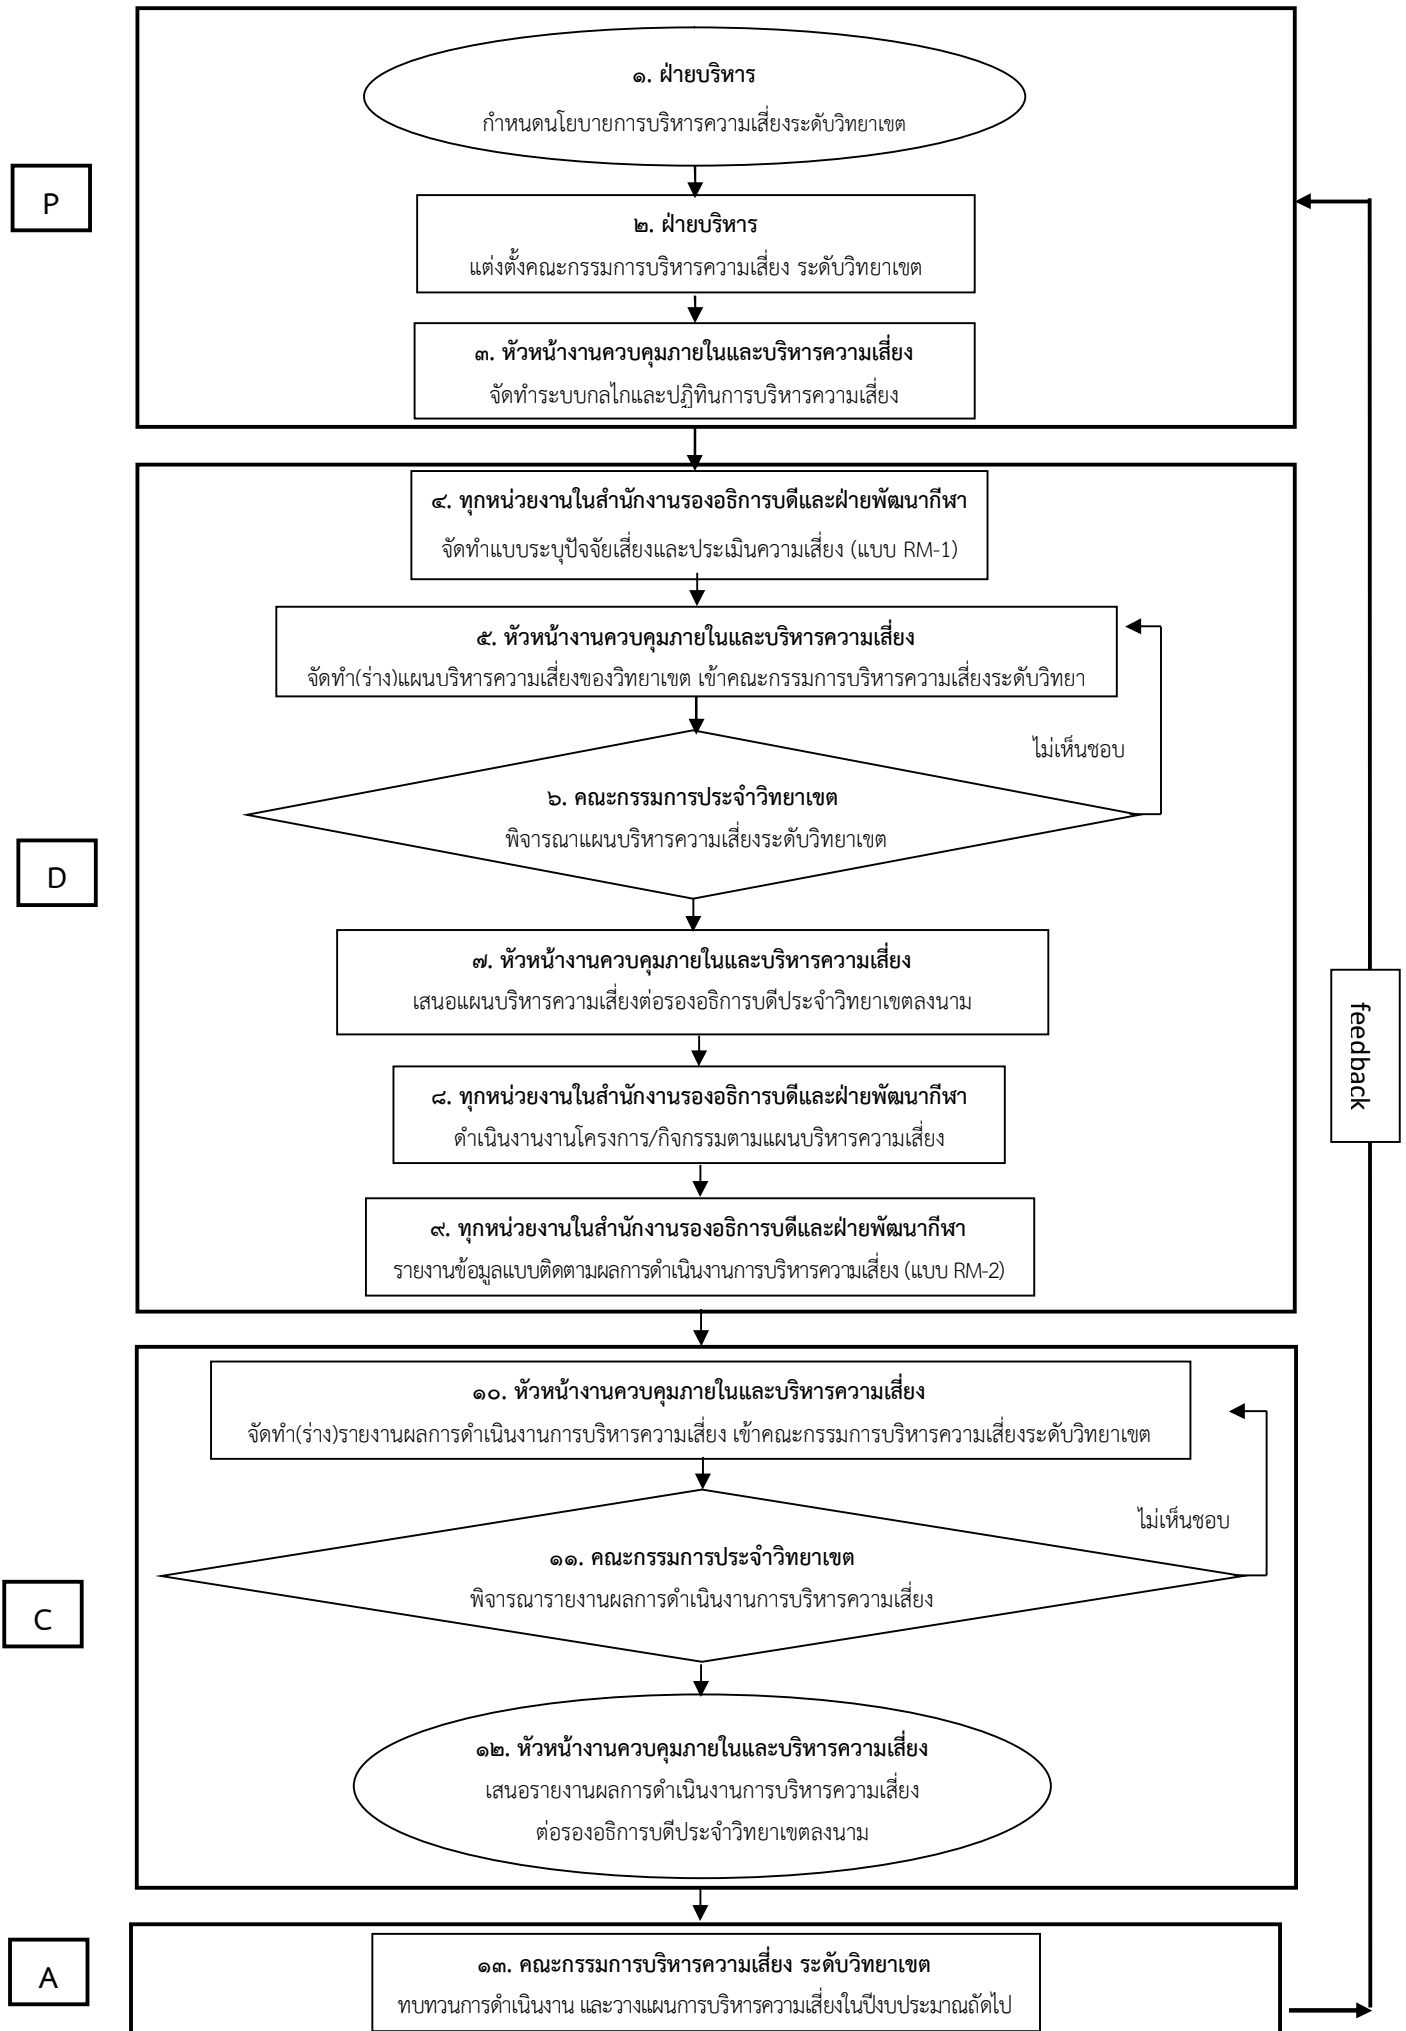 ๑. ฝ่ายบริหาร
กำหนดนโยบายการบริหารความเสี่ยงระดับวิทยาเขต
P
๒. ฝ่ายบริหาร
แต่งตั้งคณะกรรมการบริหารความเสี่ยง ระดับวิทยาเขต
๓. หัวหน้างานควบคุมภายในและบริหารความเสี่ยง
จัดทำระบบกลไกและปฏิทินการบริหารความเสี่ยง
๔. ทุกหน่วยงานในสำนักงานรองอธิการบดีและฝ่ายพัฒนากีฬา
จัดทำแบบระบุปัจจัยเสี่ยงและประเมินความเสี่ยง (แบบ RM-1)
๕. หัวหน้างานควบคุมภายในและบริหารความเสี่ยง
จัดทำ(ร่าง)แผนบริหารความเสี่ยงของวิทยาเขต เข้าคณะกรรมการบริหารความเสี่ยงระดับวิทยา
ไม่เห็นชอบ
๖. คณะกรรมการประจำวิทยาเขต
พิจารณาแผนบริหารความเสี่ยงระดับวิทยาเขต
D
๗. หัวหน้างานควบคุมภายในและบริหารความเสี่ยง
เสนอแผนบริหารความเสี่ยงต่อรองอธิการบดีประจำวิทยาเขตลงนาม
feedback
๘. ทุกหน่วยงานในสำนักงานรองอธิการบดีและฝ่ายพัฒนากีฬา
ดำเนินงานงานโครงการ/กิจกรรมตามแผนบริหารความเสี่ยง
๙. ทุกหน่วยงานในสำนักงานรองอธิการบดีและฝ่ายพัฒนากีฬา
รายงานข้อมูลแบบติดตามผลการดำเนินงานการบริหารความเสี่ยง (แบบ RM-2)
๑๐. หัวหน้างานควบคุมภายในและบริหารความเสี่ยง
จัดทำ(ร่าง)รายงานผลการดำเนินงานการบริหารความเสี่ยง เข้าคณะกรรมการบริหารความเสี่ยงระดับวิทยาเขต
ไม่เห็นชอบ
๑๑. คณะกรรมการประจำวิทยาเขต
พิจารณารายงานผลการดำเนินงานการบริหารความเสี่ยง
C
๑๒. หัวหน้างานควบคุมภายในและบริหารความเสี่ยง
เสนอรายงานผลการดำเนินงานการบริหารความเสี่ยง
ต่อรองอธิการบดีประจำวิทยาเขตลงนาม
A
๑๓. คณะกรรมการบริหารความเสี่ยง ระดับวิทยาเขต
ทบทวนการดำเนินงาน และวางแผนการบริหารความเสี่ยงในปีงบประมาณถัดไป